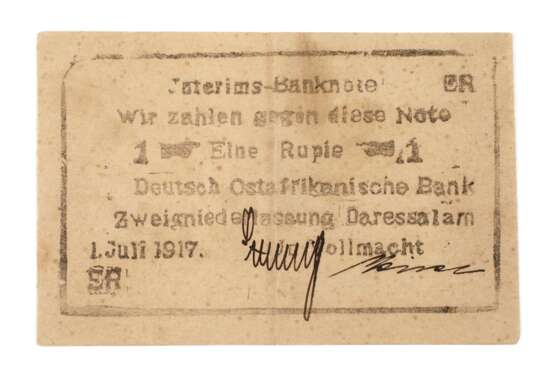 Interims-Banknote ER
Wir zahlen gegen diese Note
1 Eine Rupie 1
Deutsch Ostafrikanische Bank
Zweigniederlassung Daressalam
1. Juli 1917. Vollmacht
ER